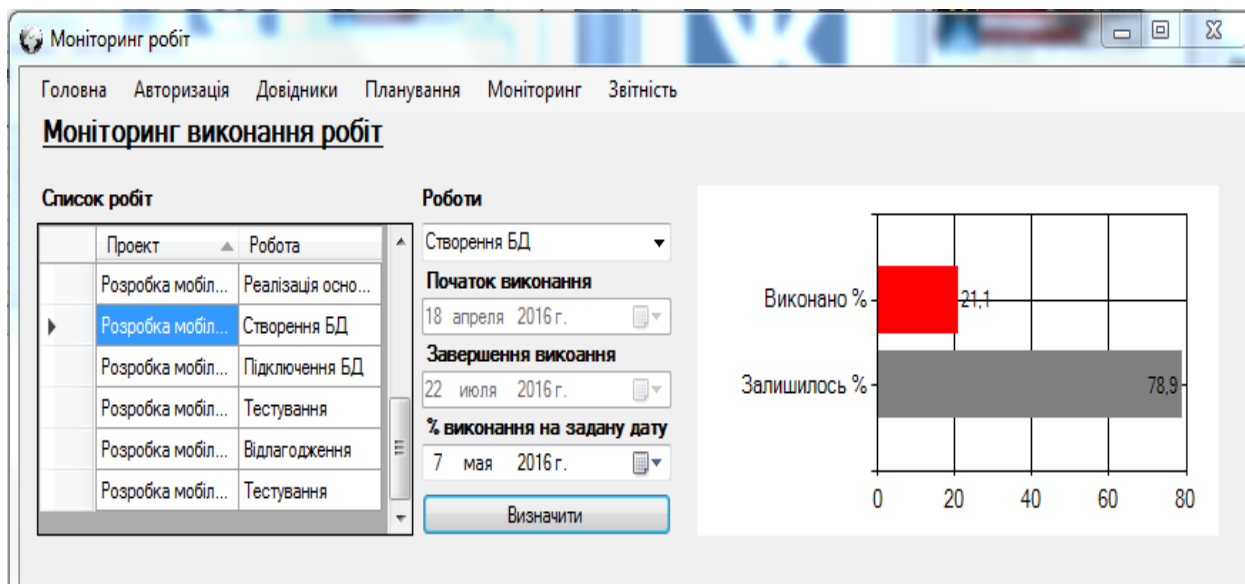 Моніторинг робіт
Головна Авторизація Довідники Планування Моніторинг Звітність
Моніторинг виконання робіт
Список робіт
Проект Робота
Розробка мобіл... Реалізація осно...
Розробка мобіл... Створення БД
Розробка мобіл... Підключення БД
Розробка мобіл... Тестування
Розробка мобіл... Відлагодження
Розробка мобіл... Тестування
Роботи
Створення БД
Початок виконання
18 апреля 2016 г.
Завершення викоання
22 июля 2016 г.
% виконання на задану дату
7 мая 2016 г.
Визначити
Виконано % 21,1
Залишилось % 78,9
0 20 40 60 80